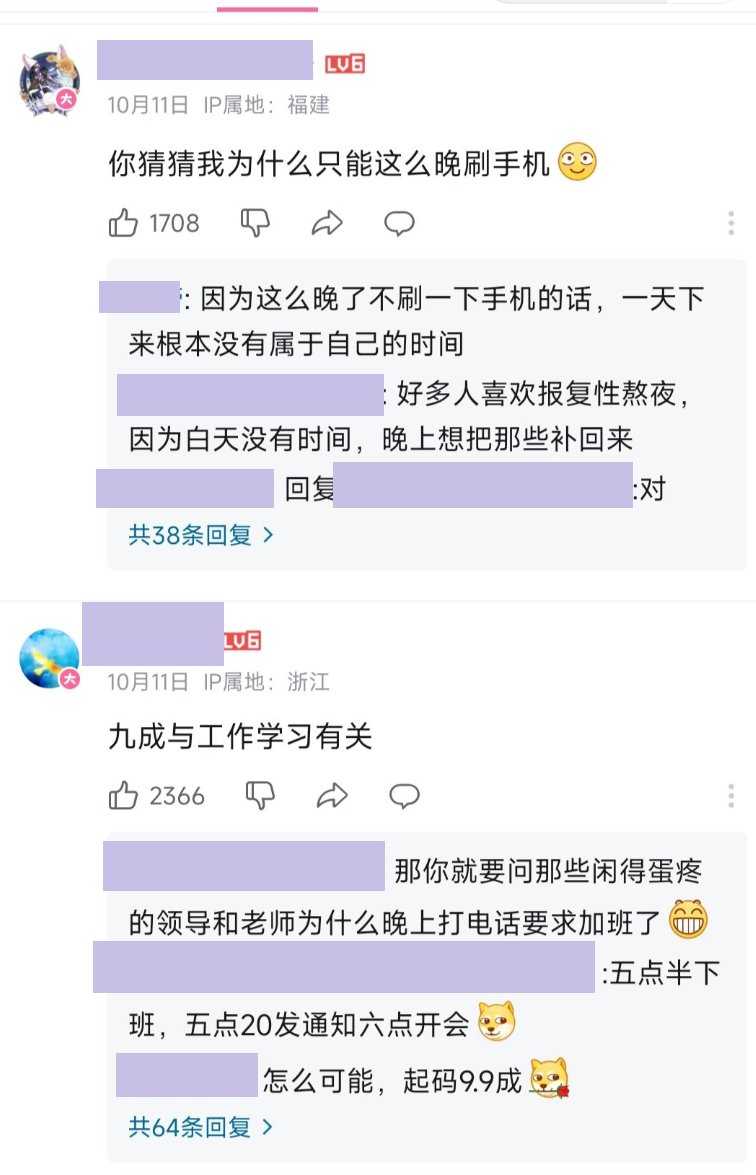 LV6
10月11日 IP属地：福建
你猜猜我为什么只能这么晚刷手机
1708
: 因为这么晚了不刷一下手机的话，一天下
来根本没有属于自己的时间
: 好多人喜欢报复性熬夜，
因为白天没有时间，晚上想把那些补回来
回复 :对
共38条回复 >
LV6
大
10月11日 IP属地：浙江
九成与工作学习有关
2366
那你就要问那些闲得蛋疼
的领导和老师为什么晚上打电话要求加班了
:五点半下
班，五点20发通知六点开会
怎么可能，起码9.9成
共64条回复 >